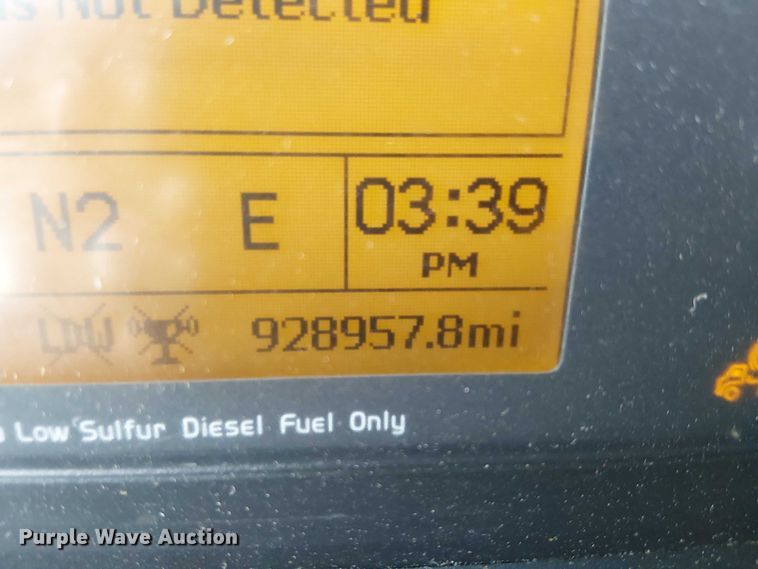 Not Detected
N2 E 03:39
PM
LDW 928957.8mi
Low Sulfur Diesel Fuel Only
Purple Wave Auction